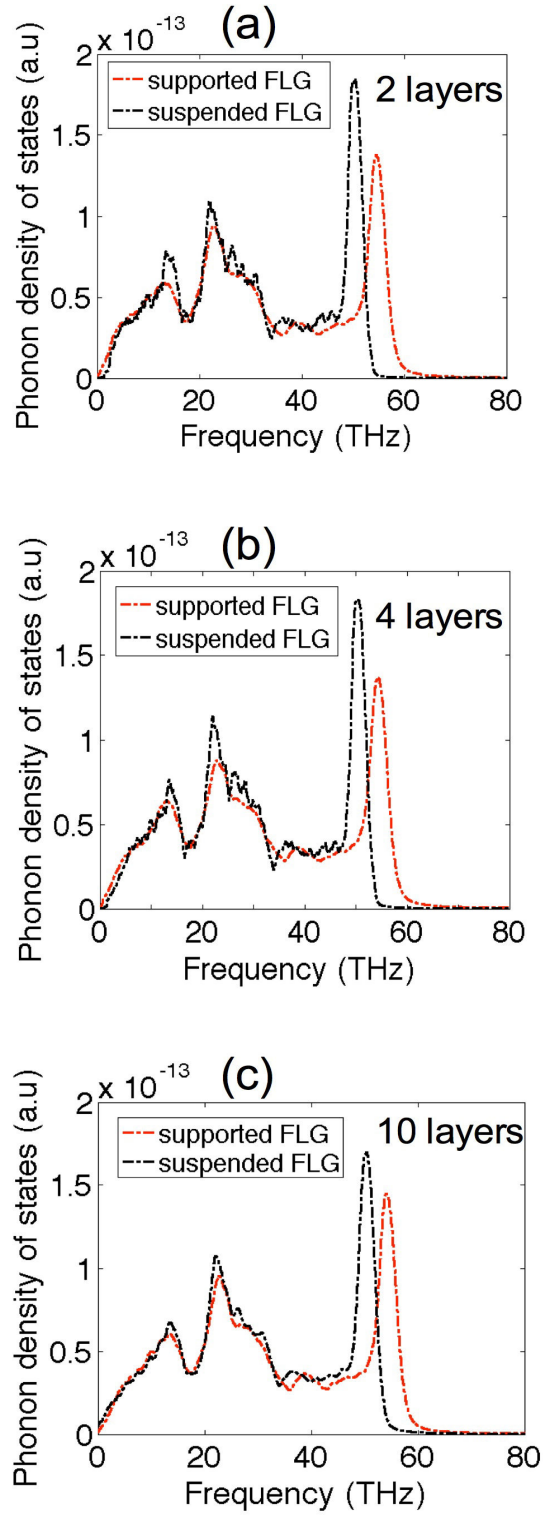 (a)
x 10^-13
2 layers
supported FLG
suspended FLG
2
1.5
1
0.5
0
Phonon density of states (a.u)
0 20 40 60 80
Frequency (THz)
(b)
x 10^-13
4 layers
supported FLG
suspended FLG
2
1.5
1
0.5
0
Phonon density of states (a.u)
0 20 40 60 80
Frequency (THz)
(c)
x 10^-13
10 layers
supported FLG
suspended FLG
2
1.5
1
0.5
0
Phonon density of states (a.u)
0 20 40 60 80
Frequency (THz)